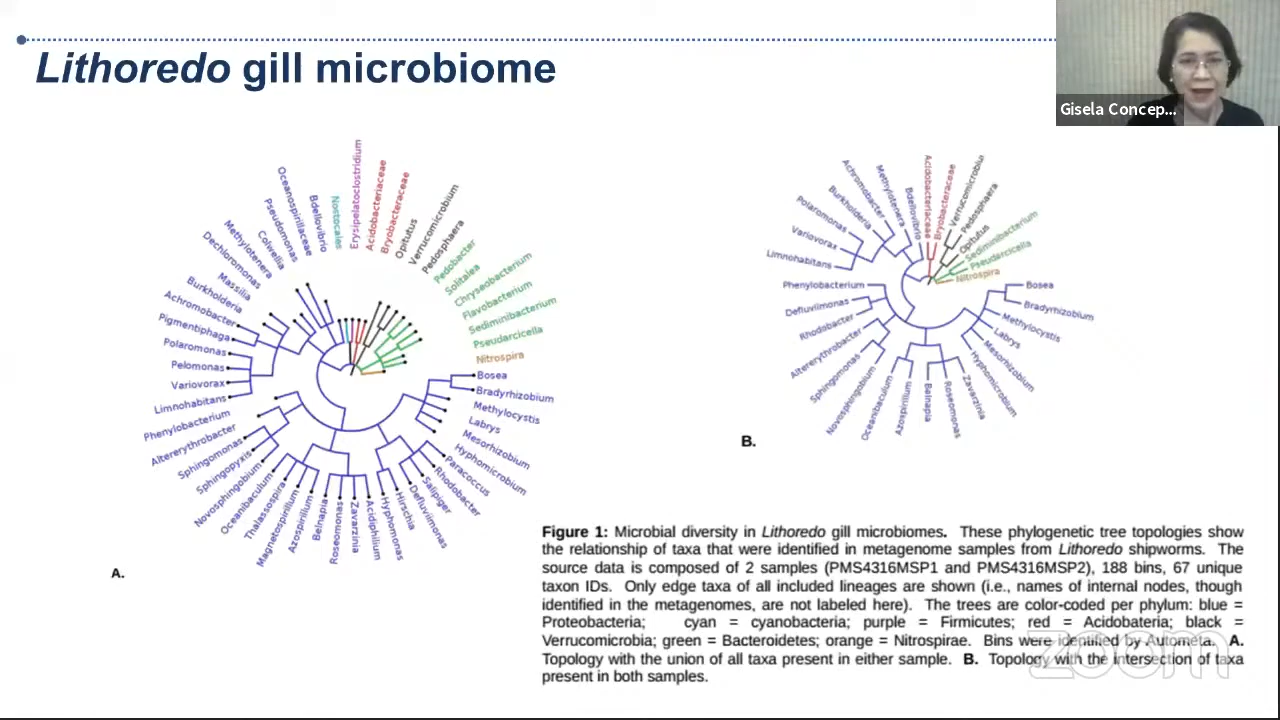 Lithoredo gill microbiome
Gisela Concep...
Oceanospirillaceae
Pseudomonas
Colwellia
Methylotenera
Dechloromonas
Massilia
Burkholderia
Achromobacter
Pigmentiphaga
Polaromonas
Pelomonas
Variovorax
Limnohabitans
Phenylobacterium
Altererythrobacter
Sphingomonas
Sphingopyxis
Novosphingobium
Oceanibaculum
Thalassospira
Magnetospirillum
Azospirillum
Belnapia
Roseomonas
Zavarzinia
Acidiphilium
Hyphomonas
Hirschia
Defluviimonas
Salipiger
Rhodobacter
Paracoccus
Hyphomicrobium
Mesorhizobium
Labrys
Methylocystis
Bradyrhizobium
Bosea
Nitrospira
Pseudarcicella
Sediminibacterium
Flavobacterium
Chryseobacterium
Solitalea
Pedobacter
Pedosphaera
Verrucomicrobium
Opitutus
Bryobacteraceae
Acidobacteriaceae
Erysipelatoclostridium
Nostocales
Bdellovibrio
A.
Bdellovibrio
Methylotenera
Achromobacter
Burkholderia
Polaromonas
Variovorax
Limnohabitans
Phenylobacterium
Defluviimonas
Rhodobacter
Altererythrobacter
Sphingomonas
Novosphingobium
Oceanibaculum
Azospirillum
Belnapia
Roseomonas
Zavarzinia
Hyphomicrobium
Mesorhizobium
Labrys
Methylocystis
Bradyrhizobium
Bosea
Nitrospira
Pseudarcicella
Sediminibacterium
Opitutus
Pedosphaera
Verrucomicrobiu
Bryobacteraceae
Acidobacteriaceae
B.
Figure 1: Microbial diversity in Lithoredo gill microbiomes. These phylogenetic tree topologies show
the relationship of taxa that were identified in metagenome samples from Lithoredo shipworms. The
source data is composed of 2 samples (PMS4316MSP1 and PMS4316MSP2), 188 bins, 67 unique
taxon IDs. Only edge taxa of all included lineages are shown (i.e., names of internal nodes, though
identified in the metagenomes, are not labeled here). The trees are color-coded per phylum: blue =
Proteobacteria; cyan = cyanobacteria; purple = Firmicutes; red = Acidobateria; black =
Verrucomicrobia; green = Bacteroidetes; orange = Nitrospirae. Bins were identified by Autometa. A.
Topology with the union of all taxa present in either sample. B. Topology with the intersection of taxa
present in both samples.
zoom